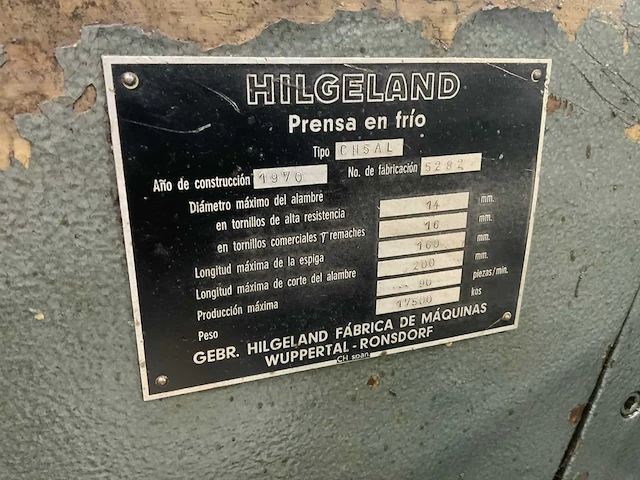 HILGELAND
Prensa en frío
Tipo CH5AL
Año de construcción 1970 No. de fabricación 5282
Diámetro máximo del alambre
en tornillos de alta resistencia 14 mm.
en tornillos comerciales y remaches 16 mm.
Longitud máxima de la espiga 160 mm.
Longitud máxima de corte del alambre 200 mm.
Producción máxima 90 piezas/min.
Peso 17500 kos
GEBR. HILGELAND FÁBRICA DE MÁQUINAS
WUPPERTAL-RONSDORF
CH span